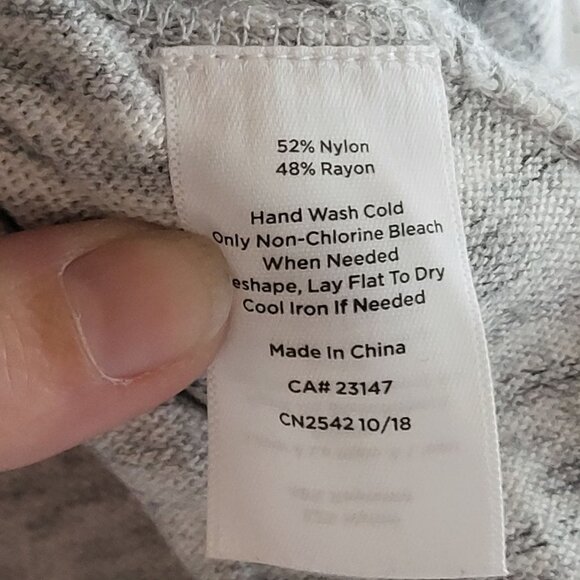 52% Nylon
48% Rayon
Hand Wash Cold
Only Non-Chlorine Bleach
When Needed
eshape, Lay Flat To Dry
Cool Iron If Needed
Made In China
CA# 23147
CN2542 10/18